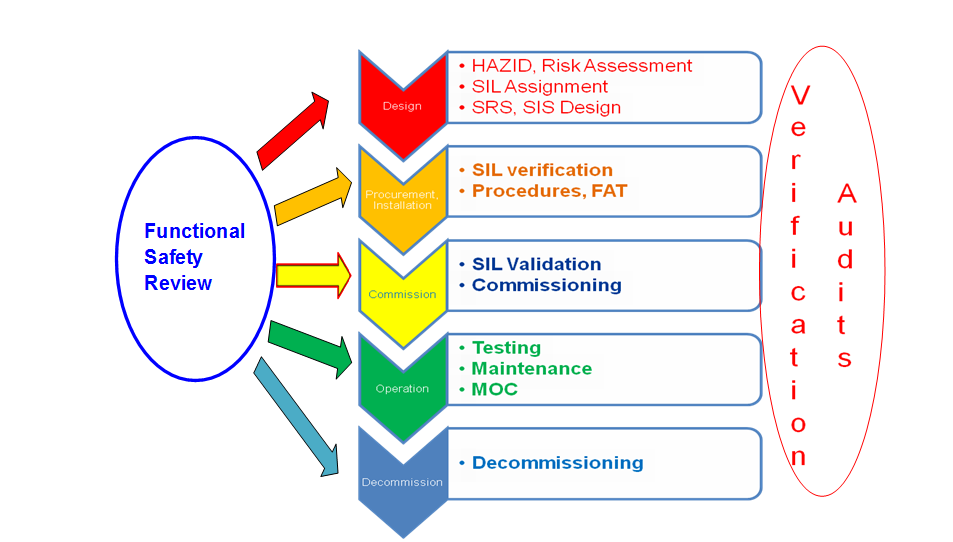 Functional
Safety
Review
Design
• HAZID, Risk Assessment
• SIL Assignment
• SRS, SIS Design
Procurement,
Installation
• SIL verification
• Procedures, FAT
Commission
• SIL Validation
• Commissioning
Operation
• Testing
• Maintenance
• MOC
Decommission
• Decommissioning
Verification
Audits